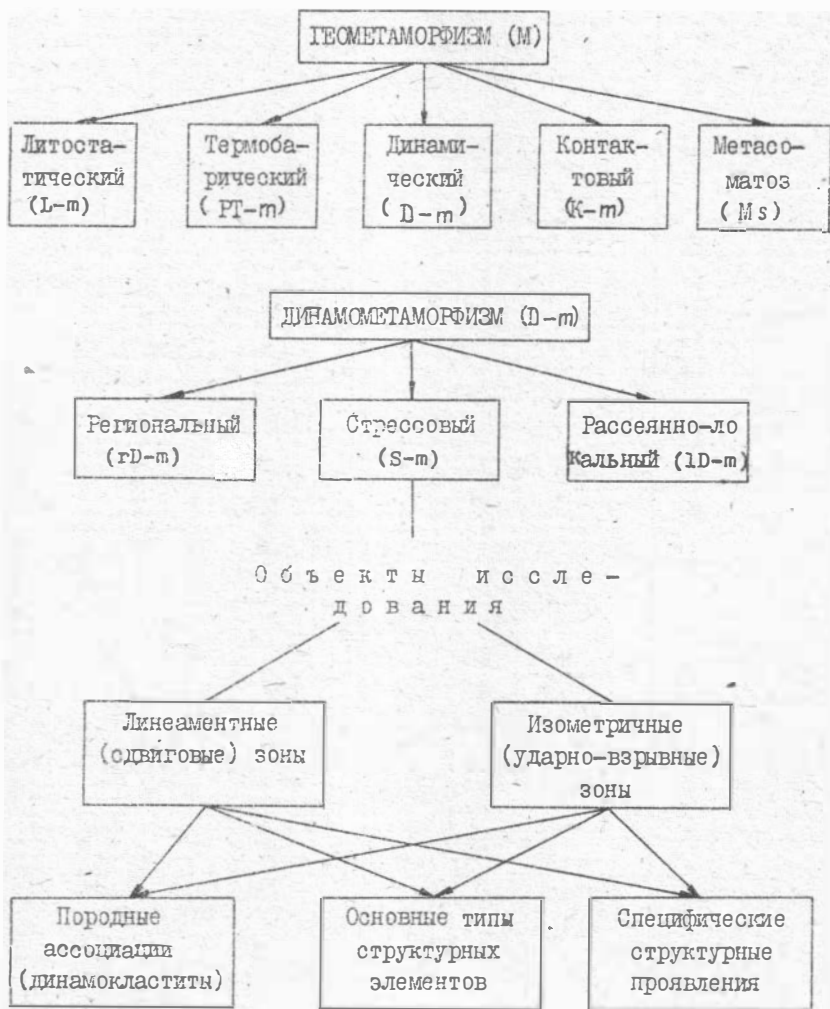 ГЕОМЕТАМОРФИЗМ (М)
Литоста-
тический
(L-m)
Термоба-
рический
( PT-m)
Динами-
ческий
( D-m)
Контак-
товый
(К-m)
Метасо-
матоз
( Ms)
ДИНАМОМЕТАМОРФИЗМ (D-m)
Региональный
(rD-m)
Стрессовый
(S-m)
Рассеянно-ло
кальный (lD-m)
Объекты иссле-
дования
Линеаментные
(сдвиговые) зоны
Изометричные
(ударно-взрывные)
зоны
Породные
ассоциации
(динамокластиты)
Основные типы
структурных
элементов
Специфические
структурные
проявления